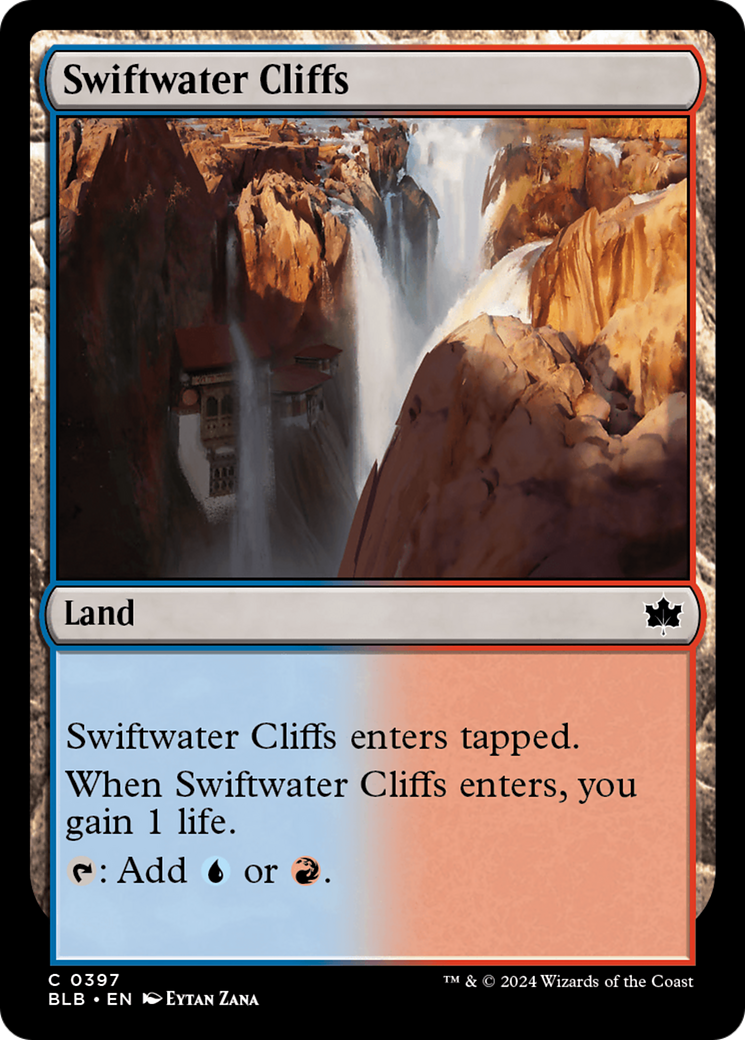 Swiftwater Cliffs
Land
Swiftwater Cliffs enters tapped.
When Swiftwater Cliffs enters, you
gain 1 life.
: Add or .
C 0397
BLB • EN Eytan Zana
™ & © 2024 Wizards of the Coast